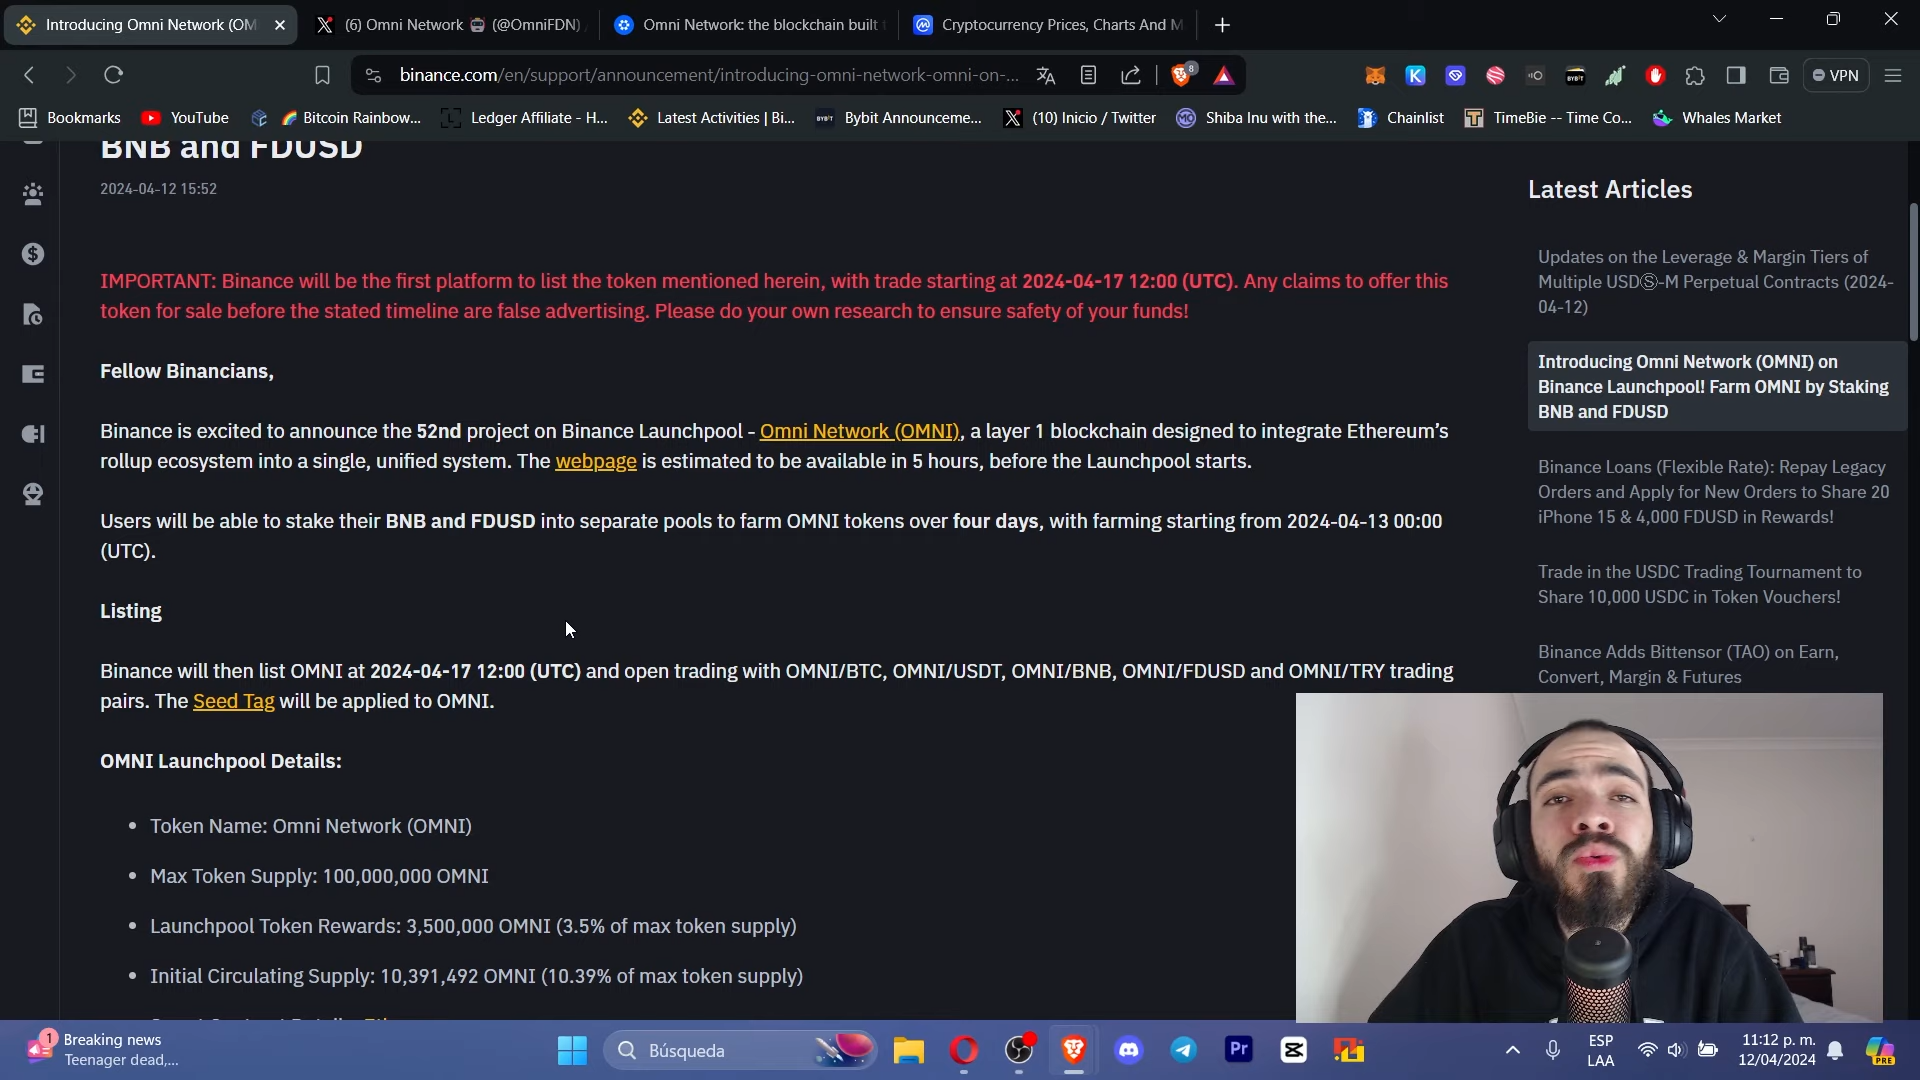 Introducing Omni Network (OM
(6) Omni Network (@OmniFDN)
Omni Network: the blockchain built
Cryptocurrency Prices, Charts And M
binance.com/en/support/announcement/introducing-omni-network-omni-on-...
8
VPN
Bookmarks
YouTube
Bitcoin Rainbow...
Ledger Affiliate - H...
Latest Activities | Bi...
Bybit Announceme...
(10) Inicio / Twitter
Shiba Inu with the...
Chainlist
TimeBie -- Time Co...
Whales Market
BNB and FDUSD
2024-04-12 15:52
IMPORTANT: Binance will be the first platform to list the token mentioned herein, with trade starting at 2024-04-17 12:00 (UTC). Any claims to offer this
token for sale before the stated timeline are false advertising. Please do your own research to ensure safety of your funds!
Fellow Binancians,
Binance is excited to announce the 52nd project on Binance Launchpool - Omni Network (OMNI), a layer 1 blockchain designed to integrate Ethereum's
rollup ecosystem into a single, unified system. The webpage is estimated to be available in 5 hours, before the Launchpool starts.
Users will be able to stake their BNB and FDUSD into separate pools to farm OMNI tokens over four days, with farming starting from 2024-04-13 00:00
(UTC).
Listing
Binance will then list OMNI at 2024-04-17 12:00 (UTC) and open trading with OMNI/BTC, OMNI/USDT, OMNI/BNB, OMNI/FDUSD and OMNI/TRY trading
pairs. The Seed Tag will be applied to OMNI.
OMNI Launchpool Details:
• Token Name: Omni Network (OMNI)
• Max Token Supply: 100,000,000 OMNI
• Launchpool Token Rewards: 3,500,000 OMNI (3.5% of max token supply)
• Initial Circulating Supply: 10,391,492 OMNI (10.39% of max token supply)
Latest Articles
Updates on the Leverage & Margin Tiers of
Multiple USDⓈ-M Perpetual Contracts (2024-
04-12)
Introducing Omni Network (OMNI) on
Binance Launchpool! Farm OMNI by Staking
BNB and FDUSD
Binance Loans (Flexible Rate): Repay Legacy
Orders and Apply for New Orders to Share 20
iPhone 15 & 4,000 FDUSD in Rewards!
Trade in the USDC Trading Tournament to
Share 10,000 USDC in Token Vouchers!
Binance Adds Bittensor (TAO) on Earn,
Convert, Margin & Futures
1
Breaking news
Teenager dead,...
Búsqueda
Pr
ESP
LAA
11:12 p. m.
12/04/2024
PRE